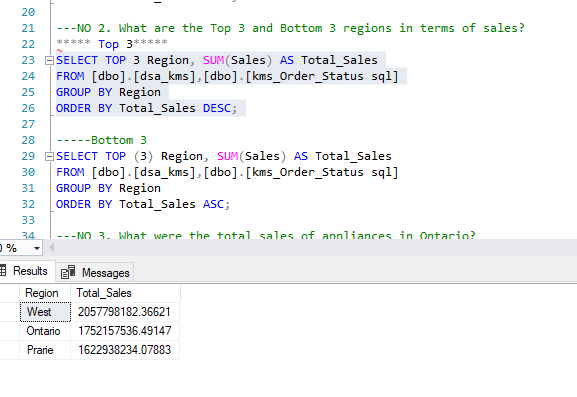 20
21 ---NO 2. What are the Top 3 and Bottom 3 regions in terms of sales?
22 ***** Top 3*****
23 SELECT TOP 3 Region, SUM(Sales) AS Total_Sales
24 FROM [dbo].[dsa_kms],[dbo].[kms_Order_Status sql]
25 GROUP BY Region
26 ORDER BY Total_Sales DESC;
27
28 -----Bottom 3
29 SELECT TOP (3) Region, SUM(Sales) AS Total_Sales
30 FROM [dbo].[dsa_kms],[dbo].[kms_Order_Status sql]
31 GROUP BY Region
32 ORDER BY Total_Sales ASC;
33
34 ---NO 3. What were the total sales of appliances in Ontario?
0 %
Results Messages
Region Total_Sales
West 2057798182.36621
Ontario 1752157536.49147
Prarie 1622938234.07883